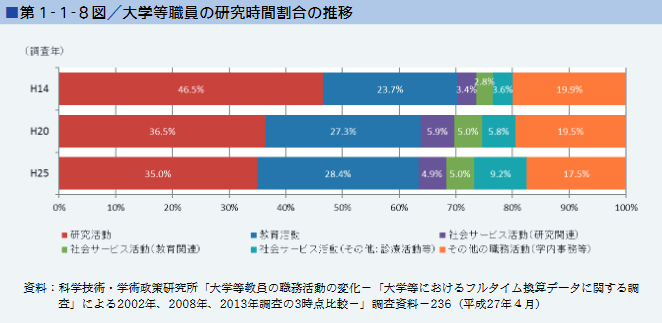 ■第１-１-８図／大学等職員の研究時間割合の推移
（調査年）
H14 46.5% 23.7% 3.4% 2.8% 3.6% 19.9%
H20 36.5% 27.3% 5.9% 5.0% 5.8% 19.5%
H25 35.0% 28.4% 4.9% 5.0% 9.2% 17.5%
0% 10% 20% 30% 40% 50% 60% 70% 80% 90% 100%
■研究活動 ■教育活動 ■社会サービス活動（研究関連）
■社会サービス活動（教育関連） ■社会サービス活動（その他：診療活動等） ■その他の職務活動（学内事務等）
資料：科学技術・学術政策研究所「大学等教員の職務活動の変化－「大学等におけるフルタイム換算データに関する調
査」による2002年、2008年、2013年調査の3時点比較－」調査資料－236（平成27年４月）